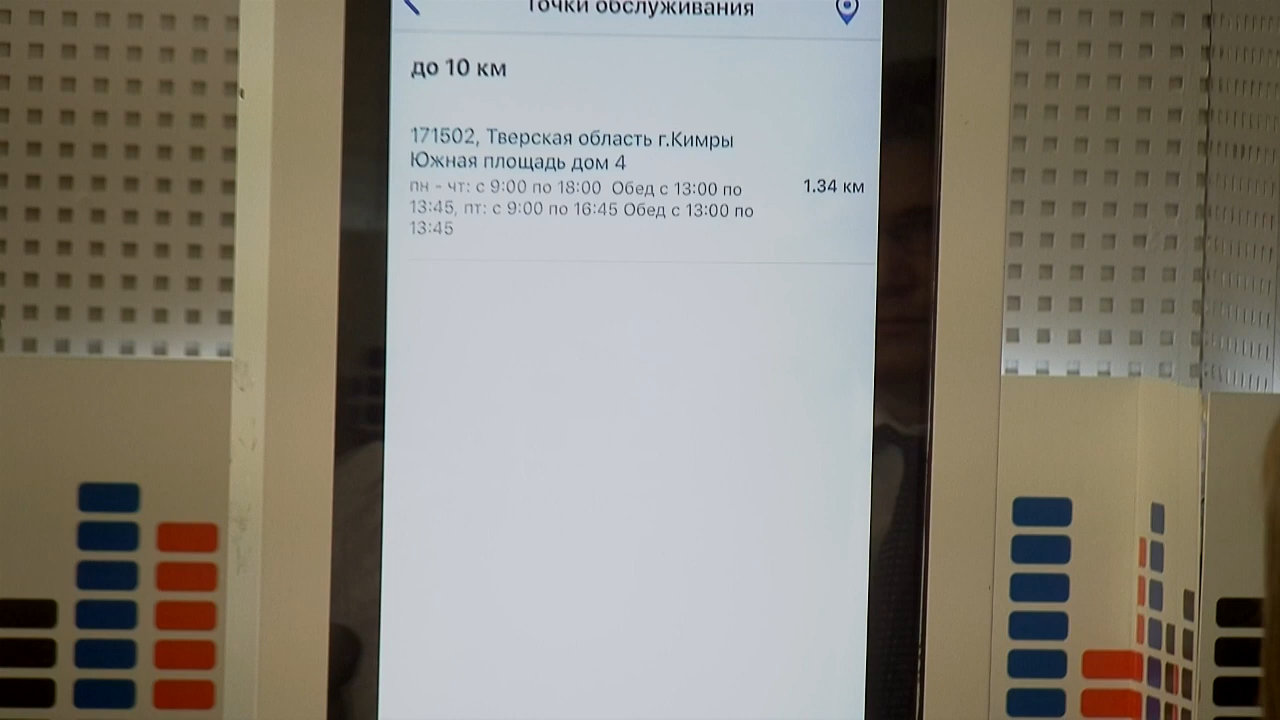 Точки обслуживания
до 10 км
171502, Тверская область г.Кимры
Южная площадь дом 4
пн - чт: с 9:00 по 18:00 Обед с 13:00 по
1.34 км
13:45, пт: с 9:00 по 16:45 Обед с 13:00 по
13:45